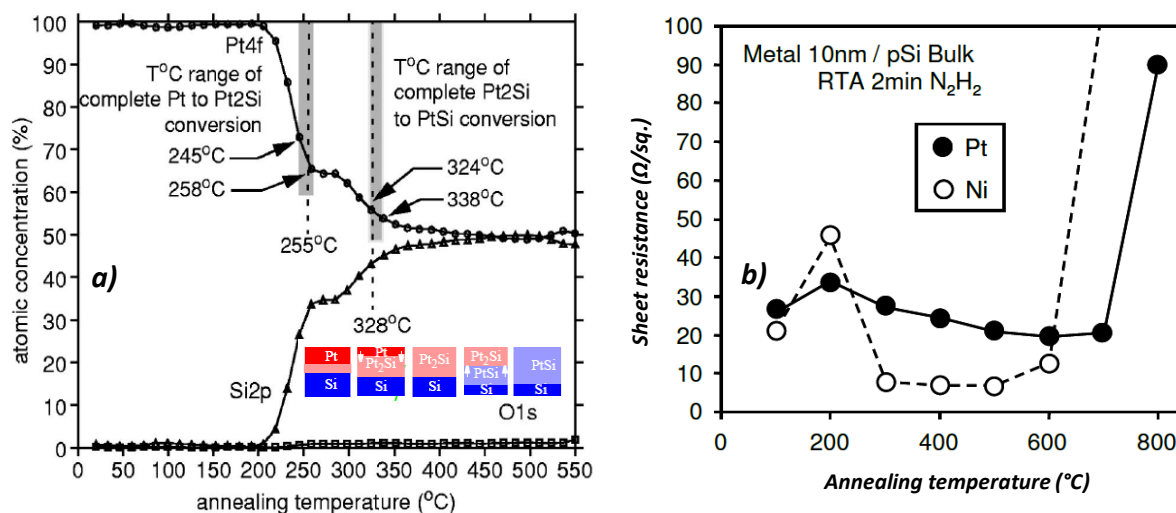 100
90
80
70
60
50
40
30
20
10
0
atomic concentration (%)
0 50 100 150 200 250 300 350 400 450 500 550
annealing temperature (°C)
Pt4f
T°C range of
complete Pt to Pt2Si
conversion
245°C
258°C
T°C range of
complete Pt2Si
to PtSi conversion
324°C
338°C
255°C
328°C
a)
Si2p
O1s
Pt
Si
Pt
Pt₂Si
Si
Pt₂Si
Si
Pt₂Si
PtSi
Si
PtSi
Si
100
90
80
70
60
50
40
30
20
10
0
Sheet resistance (Ω/sq.)
Metal 10nm / pSi Bulk
RTA 2min N₂H₂
Pt
Ni
b)
0 200 400 600 800
Annealing temperature (°C)